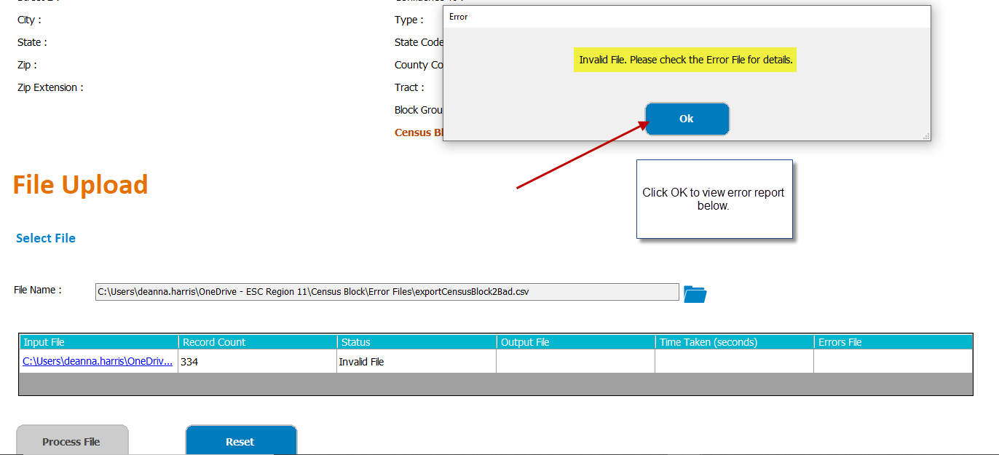 City :
State :
Zip :
Zip Extension :
Type :
State Code
County Co
Tract :
Block Grou
Census Bl
Error
Invalid File. Please check the Error File for details.
Ok
Click OK to view error report
below.
File Upload
Select File
File Name :
C:\Users\deanna.harris\OneDrive - ESC Region 11\Census Block\Error Files\exportCensusBlock2Bad.csv
Input File Record Count Status Output File Time Taken (seconds) Errors File
C:\Users\deanna.harris\OneDriv... 334 Invalid File
Process File
Reset